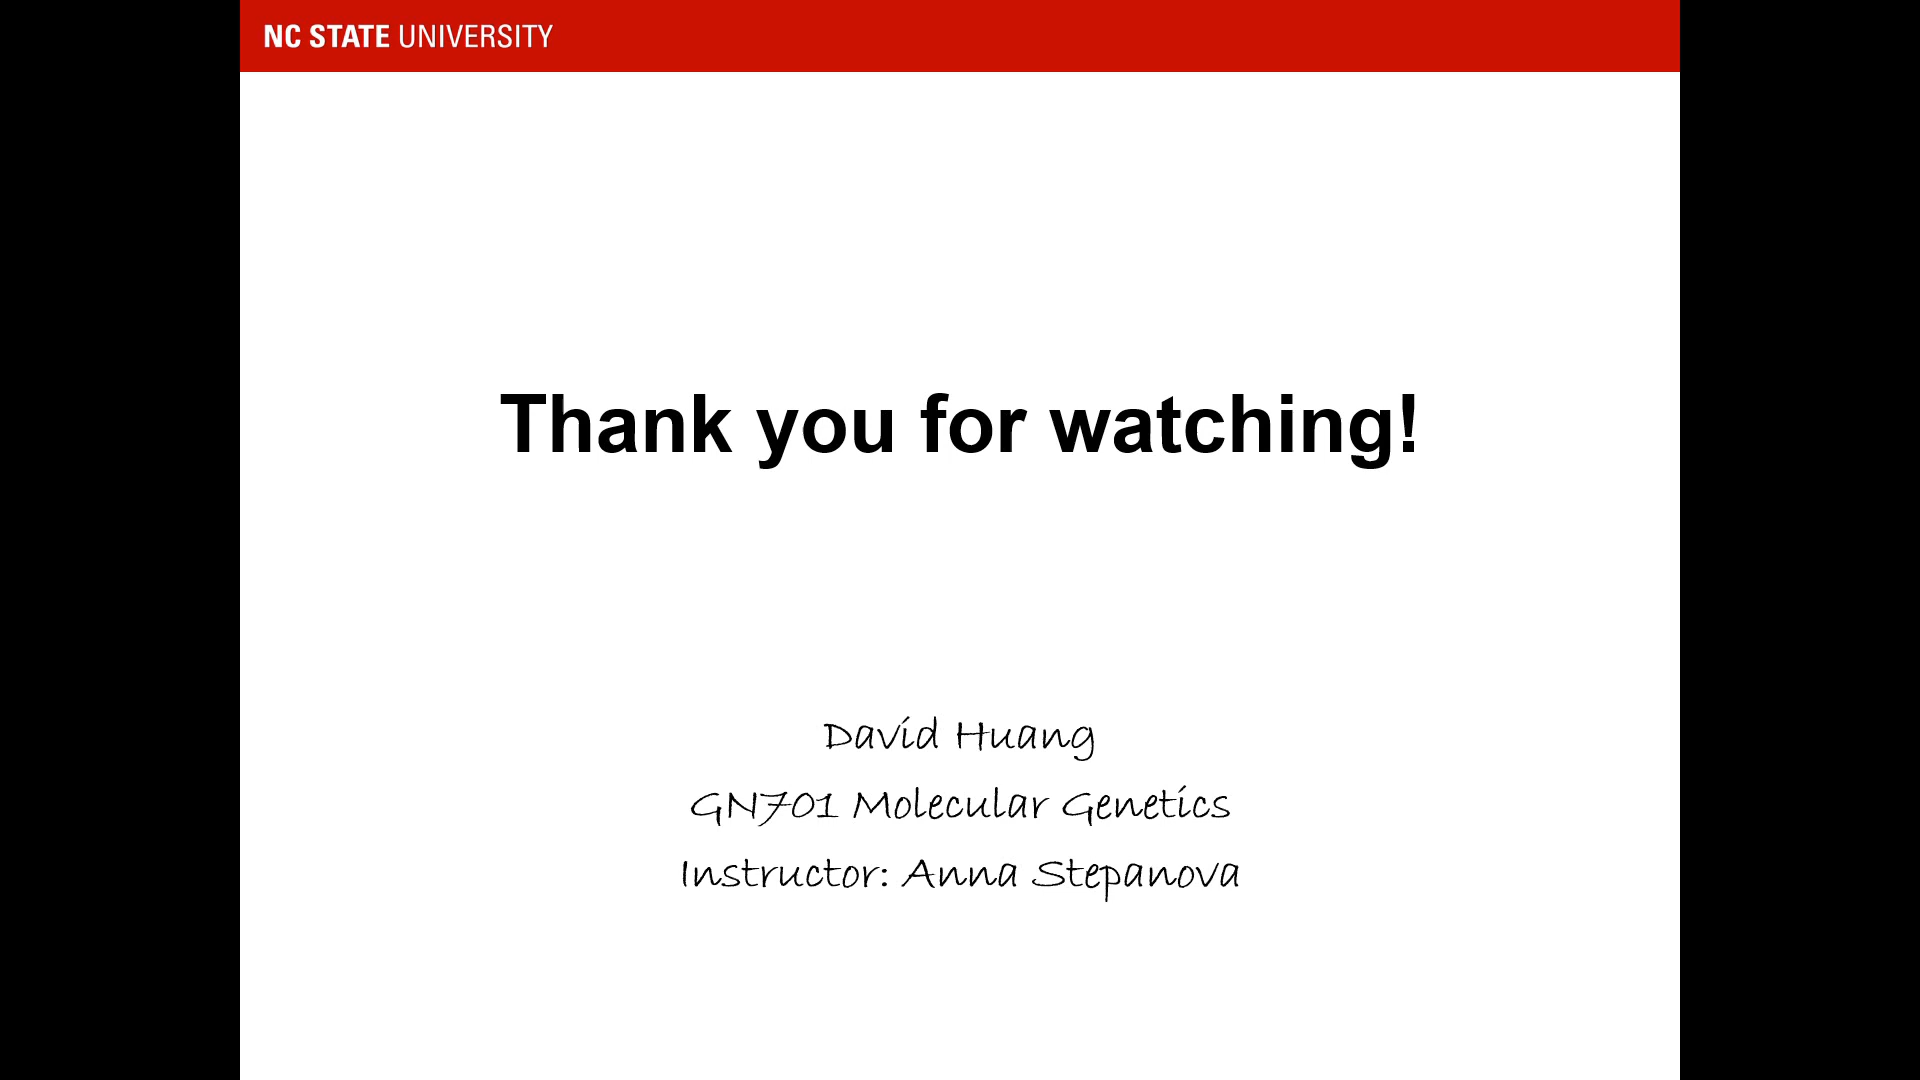 NC STATE UNIVERSITY
Thank you for watching!
David Huang
GN701 Molecular Genetics
Instructor: Anna Stepanova